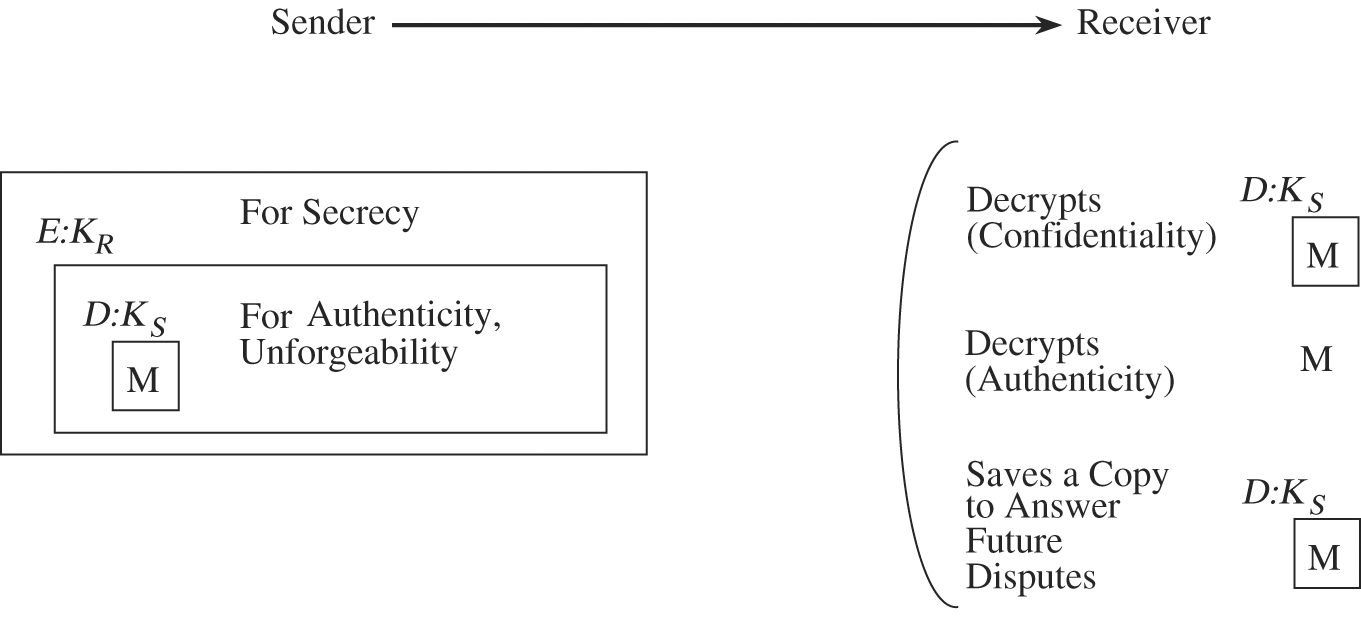 Sender
Receiver
E:K_R
For Secrecy
D:K_S
M
For Authenticity,
Unforgeability
Decrypts
(Confidentiality)
D:K_S
M
Decrypts
(Authenticity)
M
Saves a Copy
to Answer
Future
Disputes
D:K_S
M